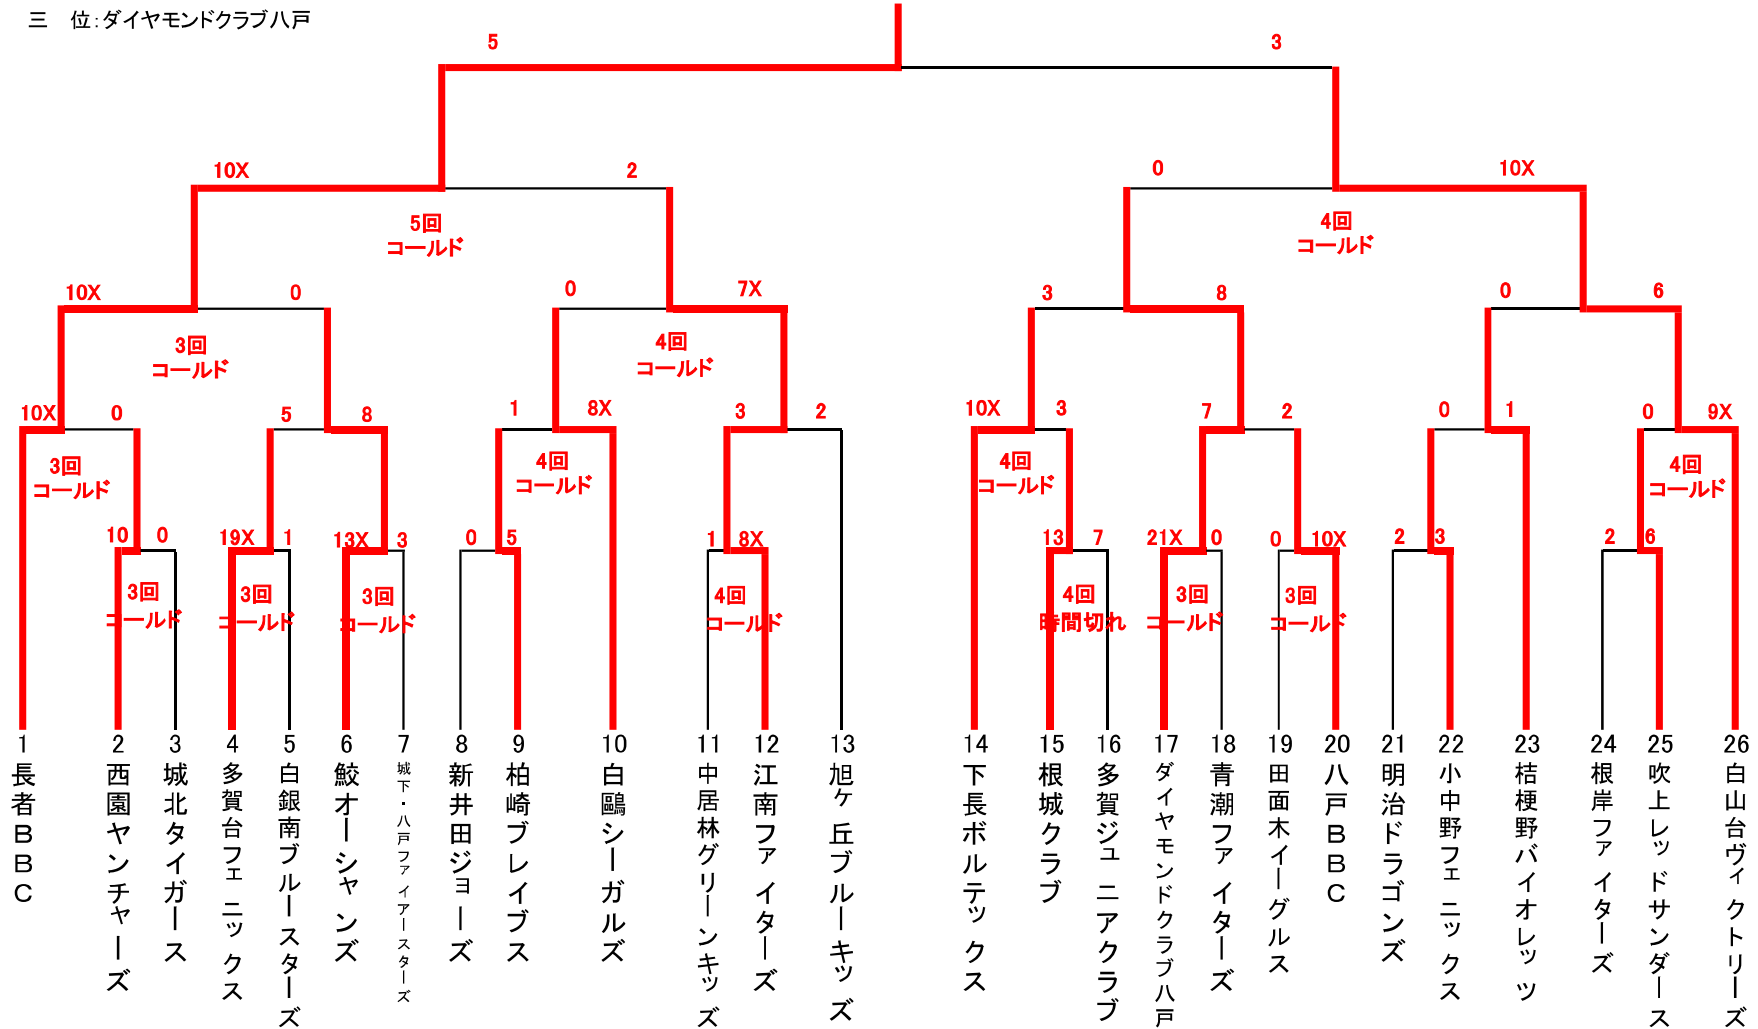 三　位:ダイヤモンドクラブ八戸
5
3
10X
2
0
10X
5回
コールド
4回
コールド
10X
0
0
7X
3
8
0
6
3回
コールド
4回
コールド
10X
0
5
8
1
8X
3
2
10X
3
7
2
0
1
0
9X
3回
コールド
4回
コールド
4回
コールド
4回
コールド
10
0
19X
1
13X
3
0
5
1
8X
13
7
21X
0
0
10X
2
3
2
6
3回
コールド
3回
コールド
3回
コールド
4回
コールド
4回
時間切れ
3回
コールド
3回
コールド
1
長者BBC
2
西園ヤンチャーズ
3
城北タイガース
4
多賀台フェニックス
5
白銀南ブルースターズ
6
鮫オーシャンズ
7
城下・八戸ファイアースターズ
8
新井田ジョーズ
9
柏崎ブレイブス
10
白鷗シーガルズ
11
中居林グリーンキッズ
12
江南ファイターズ
13
旭ヶ丘ブルーキッズ
14
下長ボルテックス
15
根城クラブ
16
多賀ジュニアクラブ
17
ダイヤモンドクラブ八戸
18
青潮ファイターズ
19
田面木イーグルス
20
八戸BBC
21
明治ドラゴンズ
22
小中野フェニックス
23
桔梗野バイオレッツ
24
根岸ファイターズ
25
吹上レッドサンダース
26
白山台ヴィクトリーズ